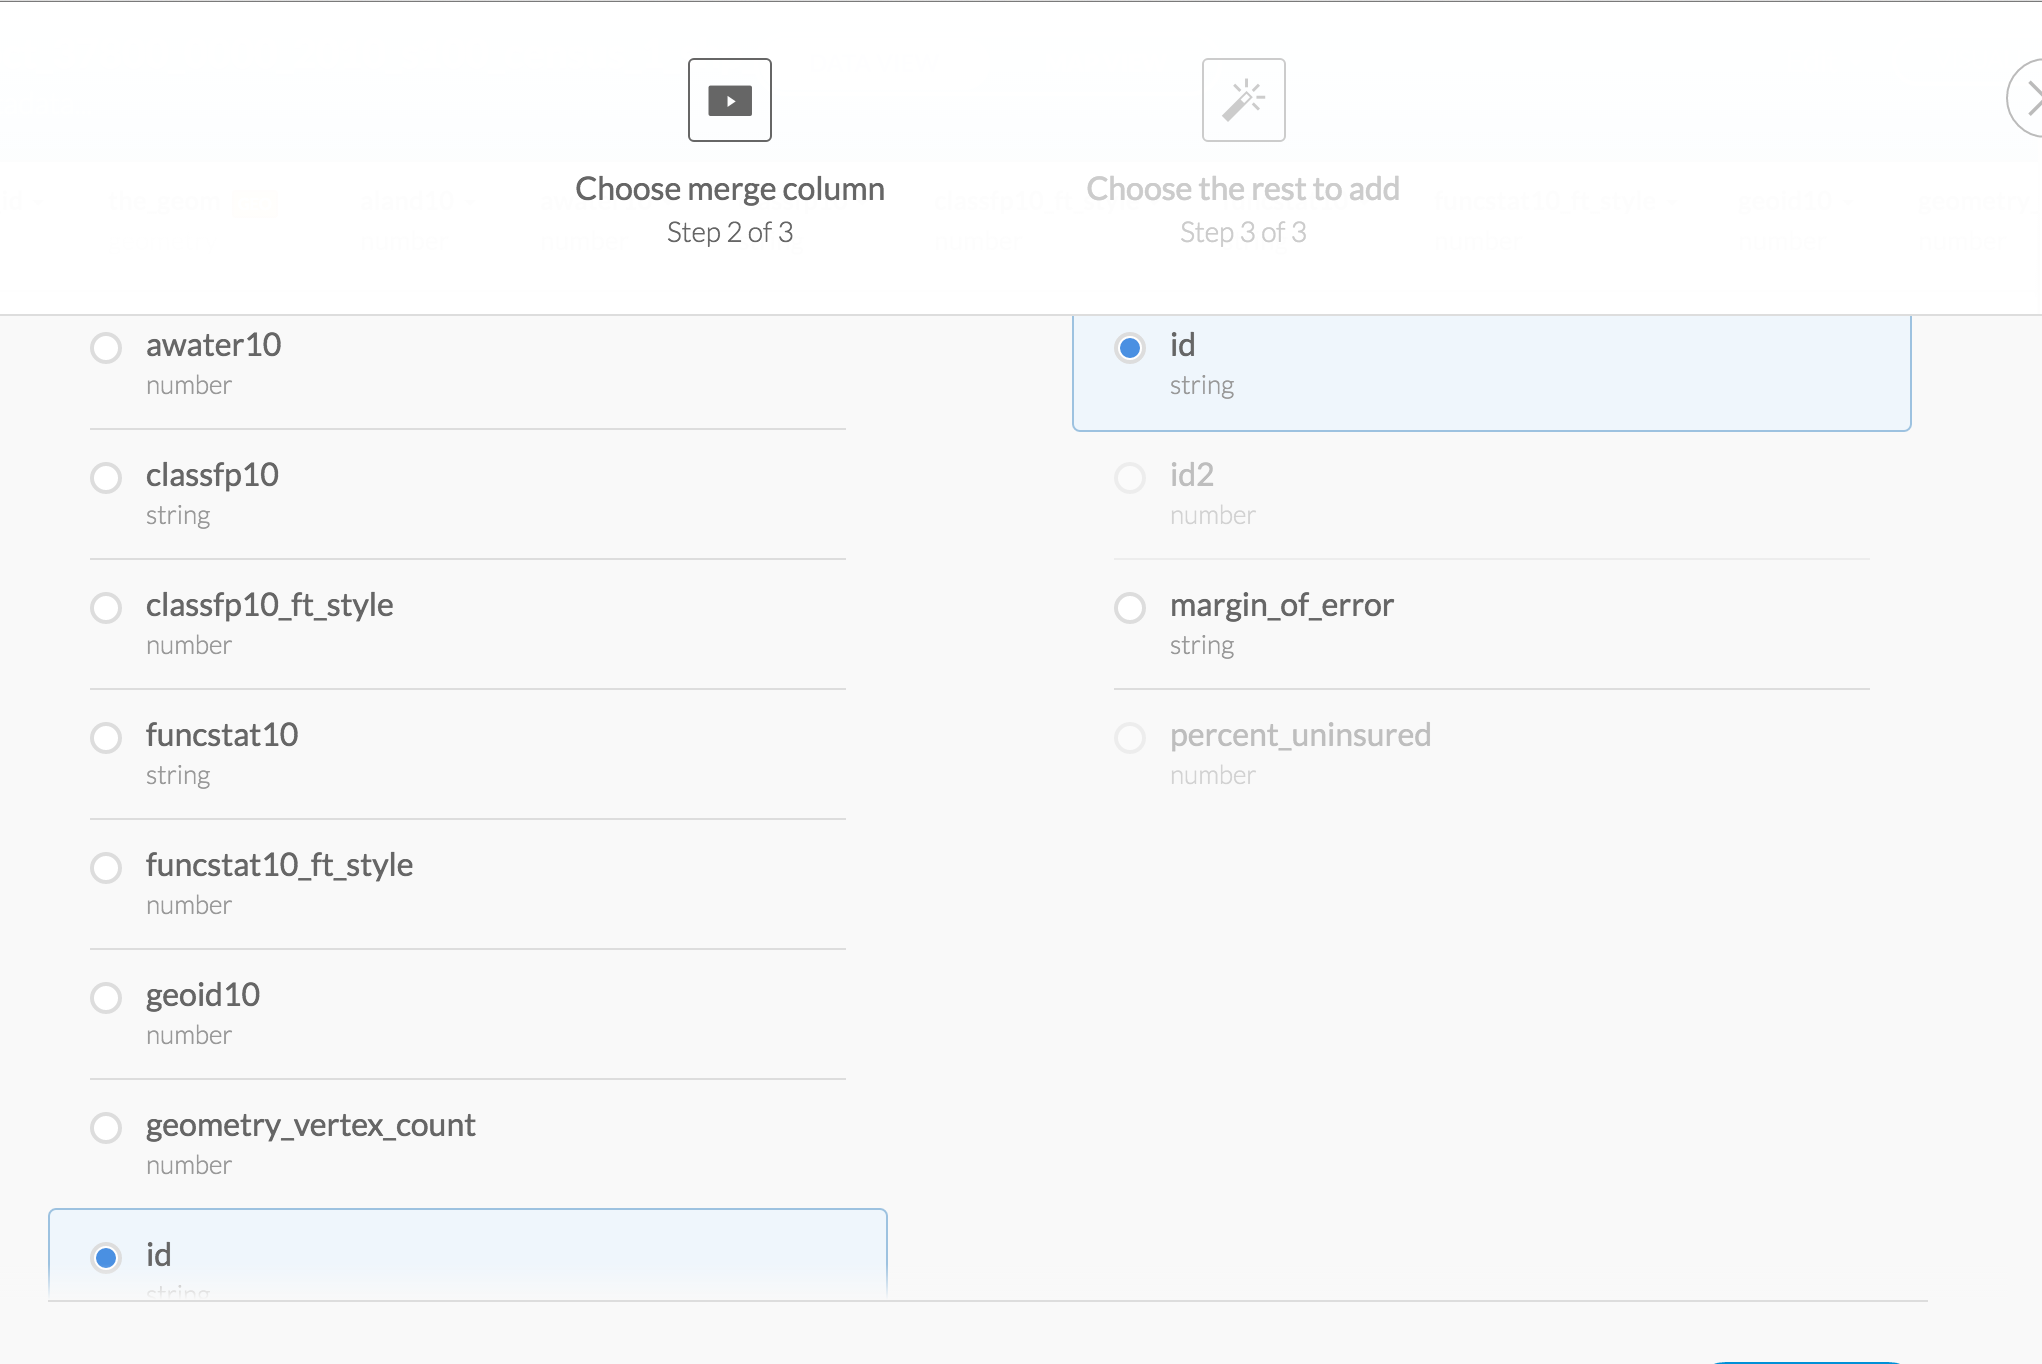 Choose merge column
Step 2 of 3
Choose the rest to add
Step 3 of 3
awater10
number
classfp10
string
classfp10_ft_style
number
funcstat10
string
funcstat10_ft_style
number
geoid10
number
geometry_vertex_count
number
id
string
id
string
id2
number
margin_of_error
string
percent_uninsured
number